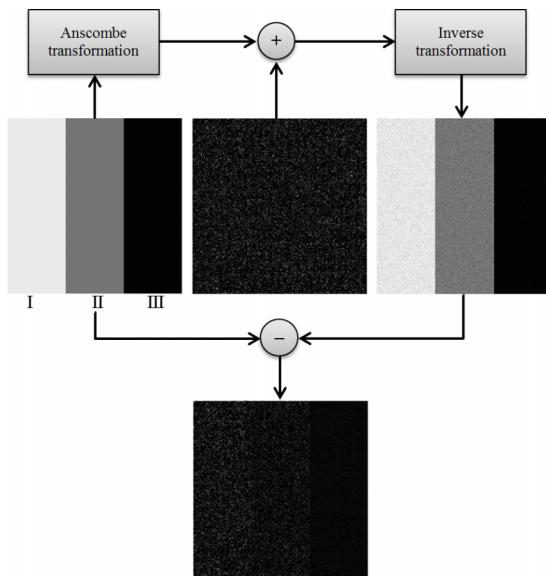 Anscombe
transformation
+
Inverse
transformation
I
II
III
−